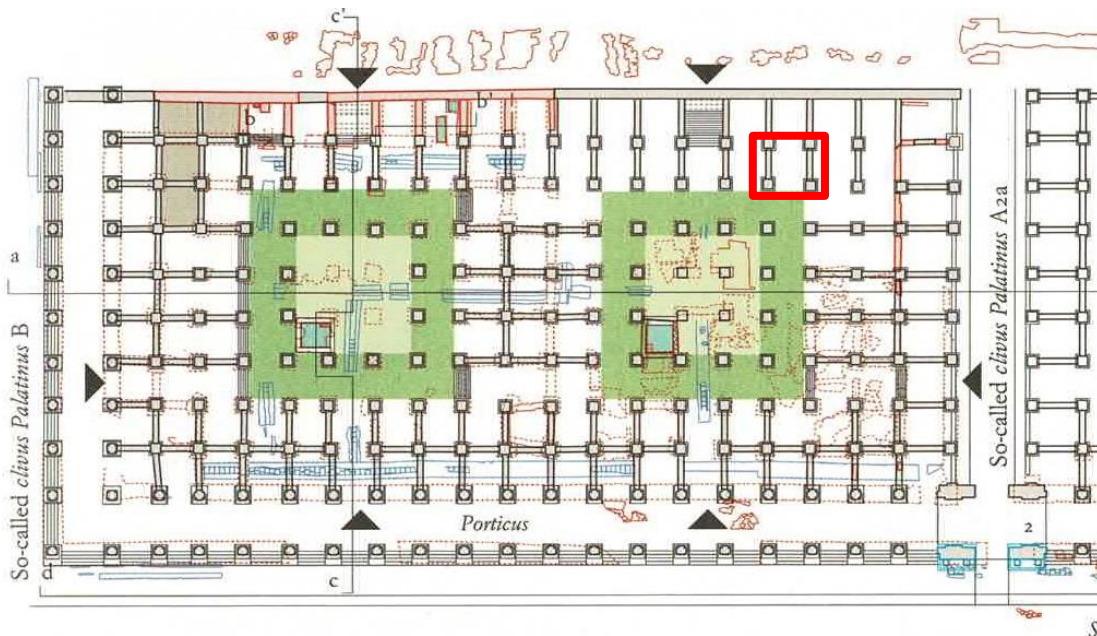 c'
b
b'
a
So-called clivus Palatinus B
So-called clivus Palatinus A2a
Porticus
2
c
S